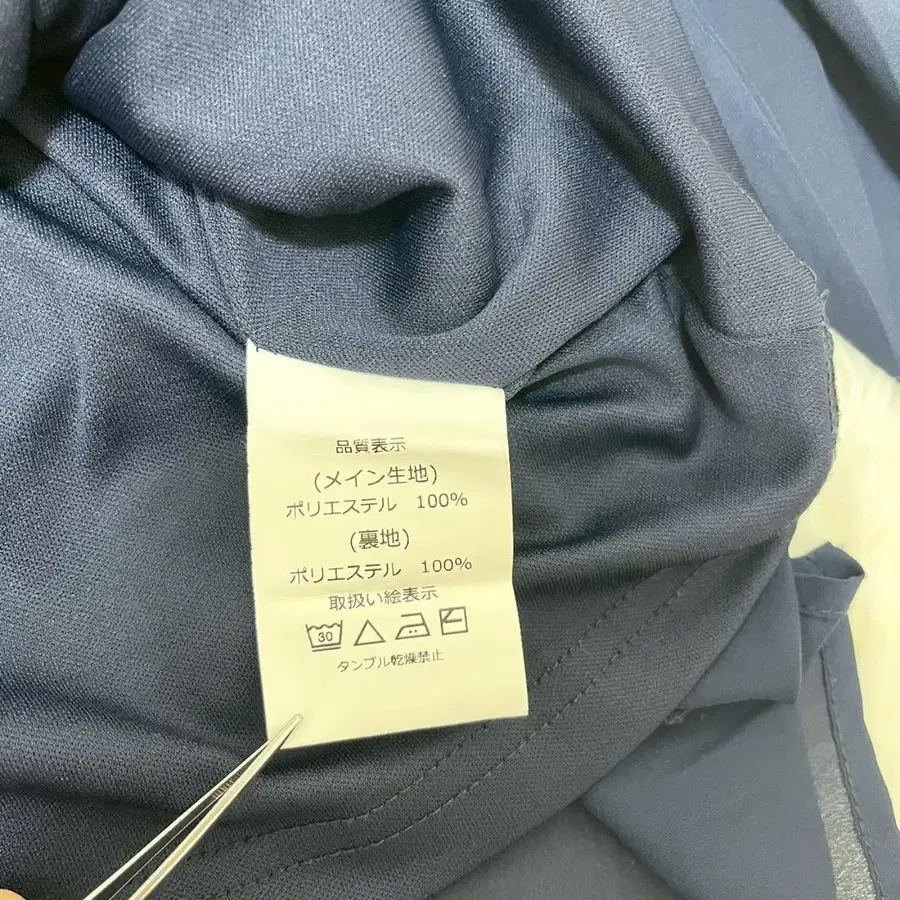 品質表示
(メイン生地)
ポリエステル 100%
(裏地)
ポリエステル 100%
取扱い絵表示
30
タンブル乾燥禁止